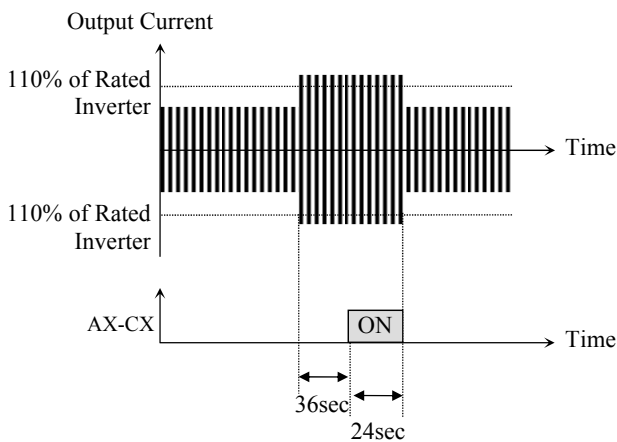 Output Current
110% of Rated
Inverter
Time
110% of Rated
Inverter
AX-CX
ON
Time
36sec
24sec